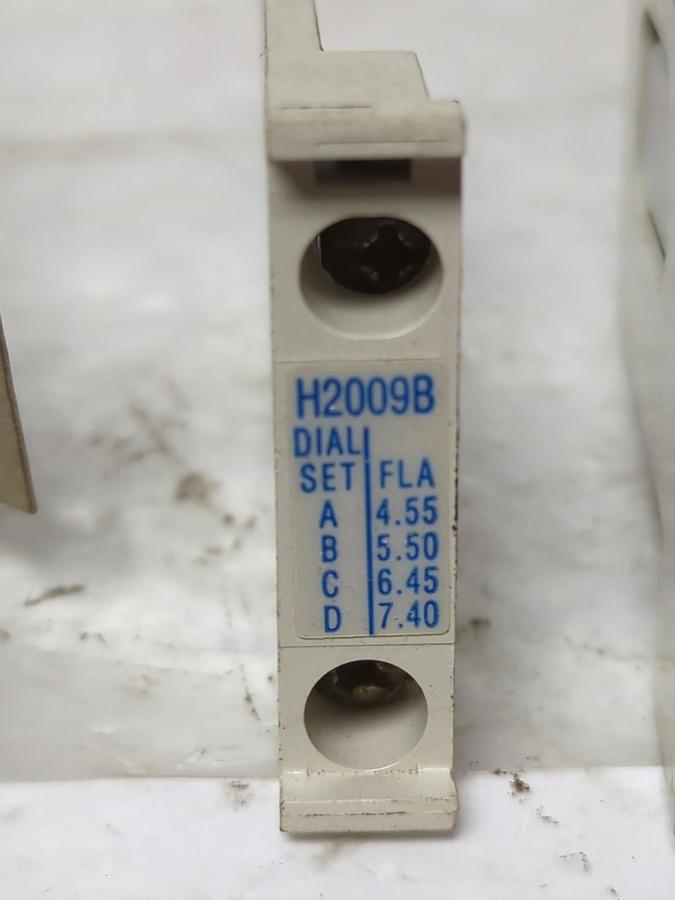 H2009B
DIAL
SET FLA
A 4.55
B 5.50
C 6.45
D 7.40